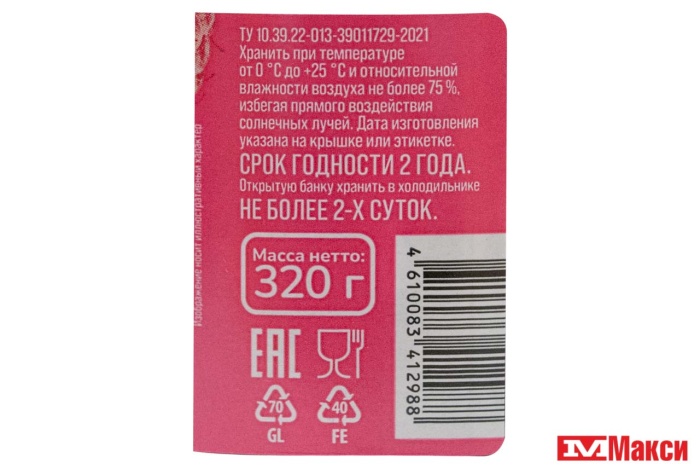 ТУ 10.39.22-013-39011729-2021
Хранить при температуре
от 0 °С до +25 °С и относительной
влажности воздуха не более 75%,
избегая прямого воздействия
солнечных лучей. Дата изготовления
указана на крышке или этикетке.
СРОК ГОДНОСТИ 2 ГОДА.
Открытую банку хранить в холодильнике
НЕ БОЛЕЕ 2-Х СУТОК.
Изображение носит иллюстративный характер
Масса нетто:
320 г
4 610083 412988
ЕАС
70
GL
40
FE
Макси